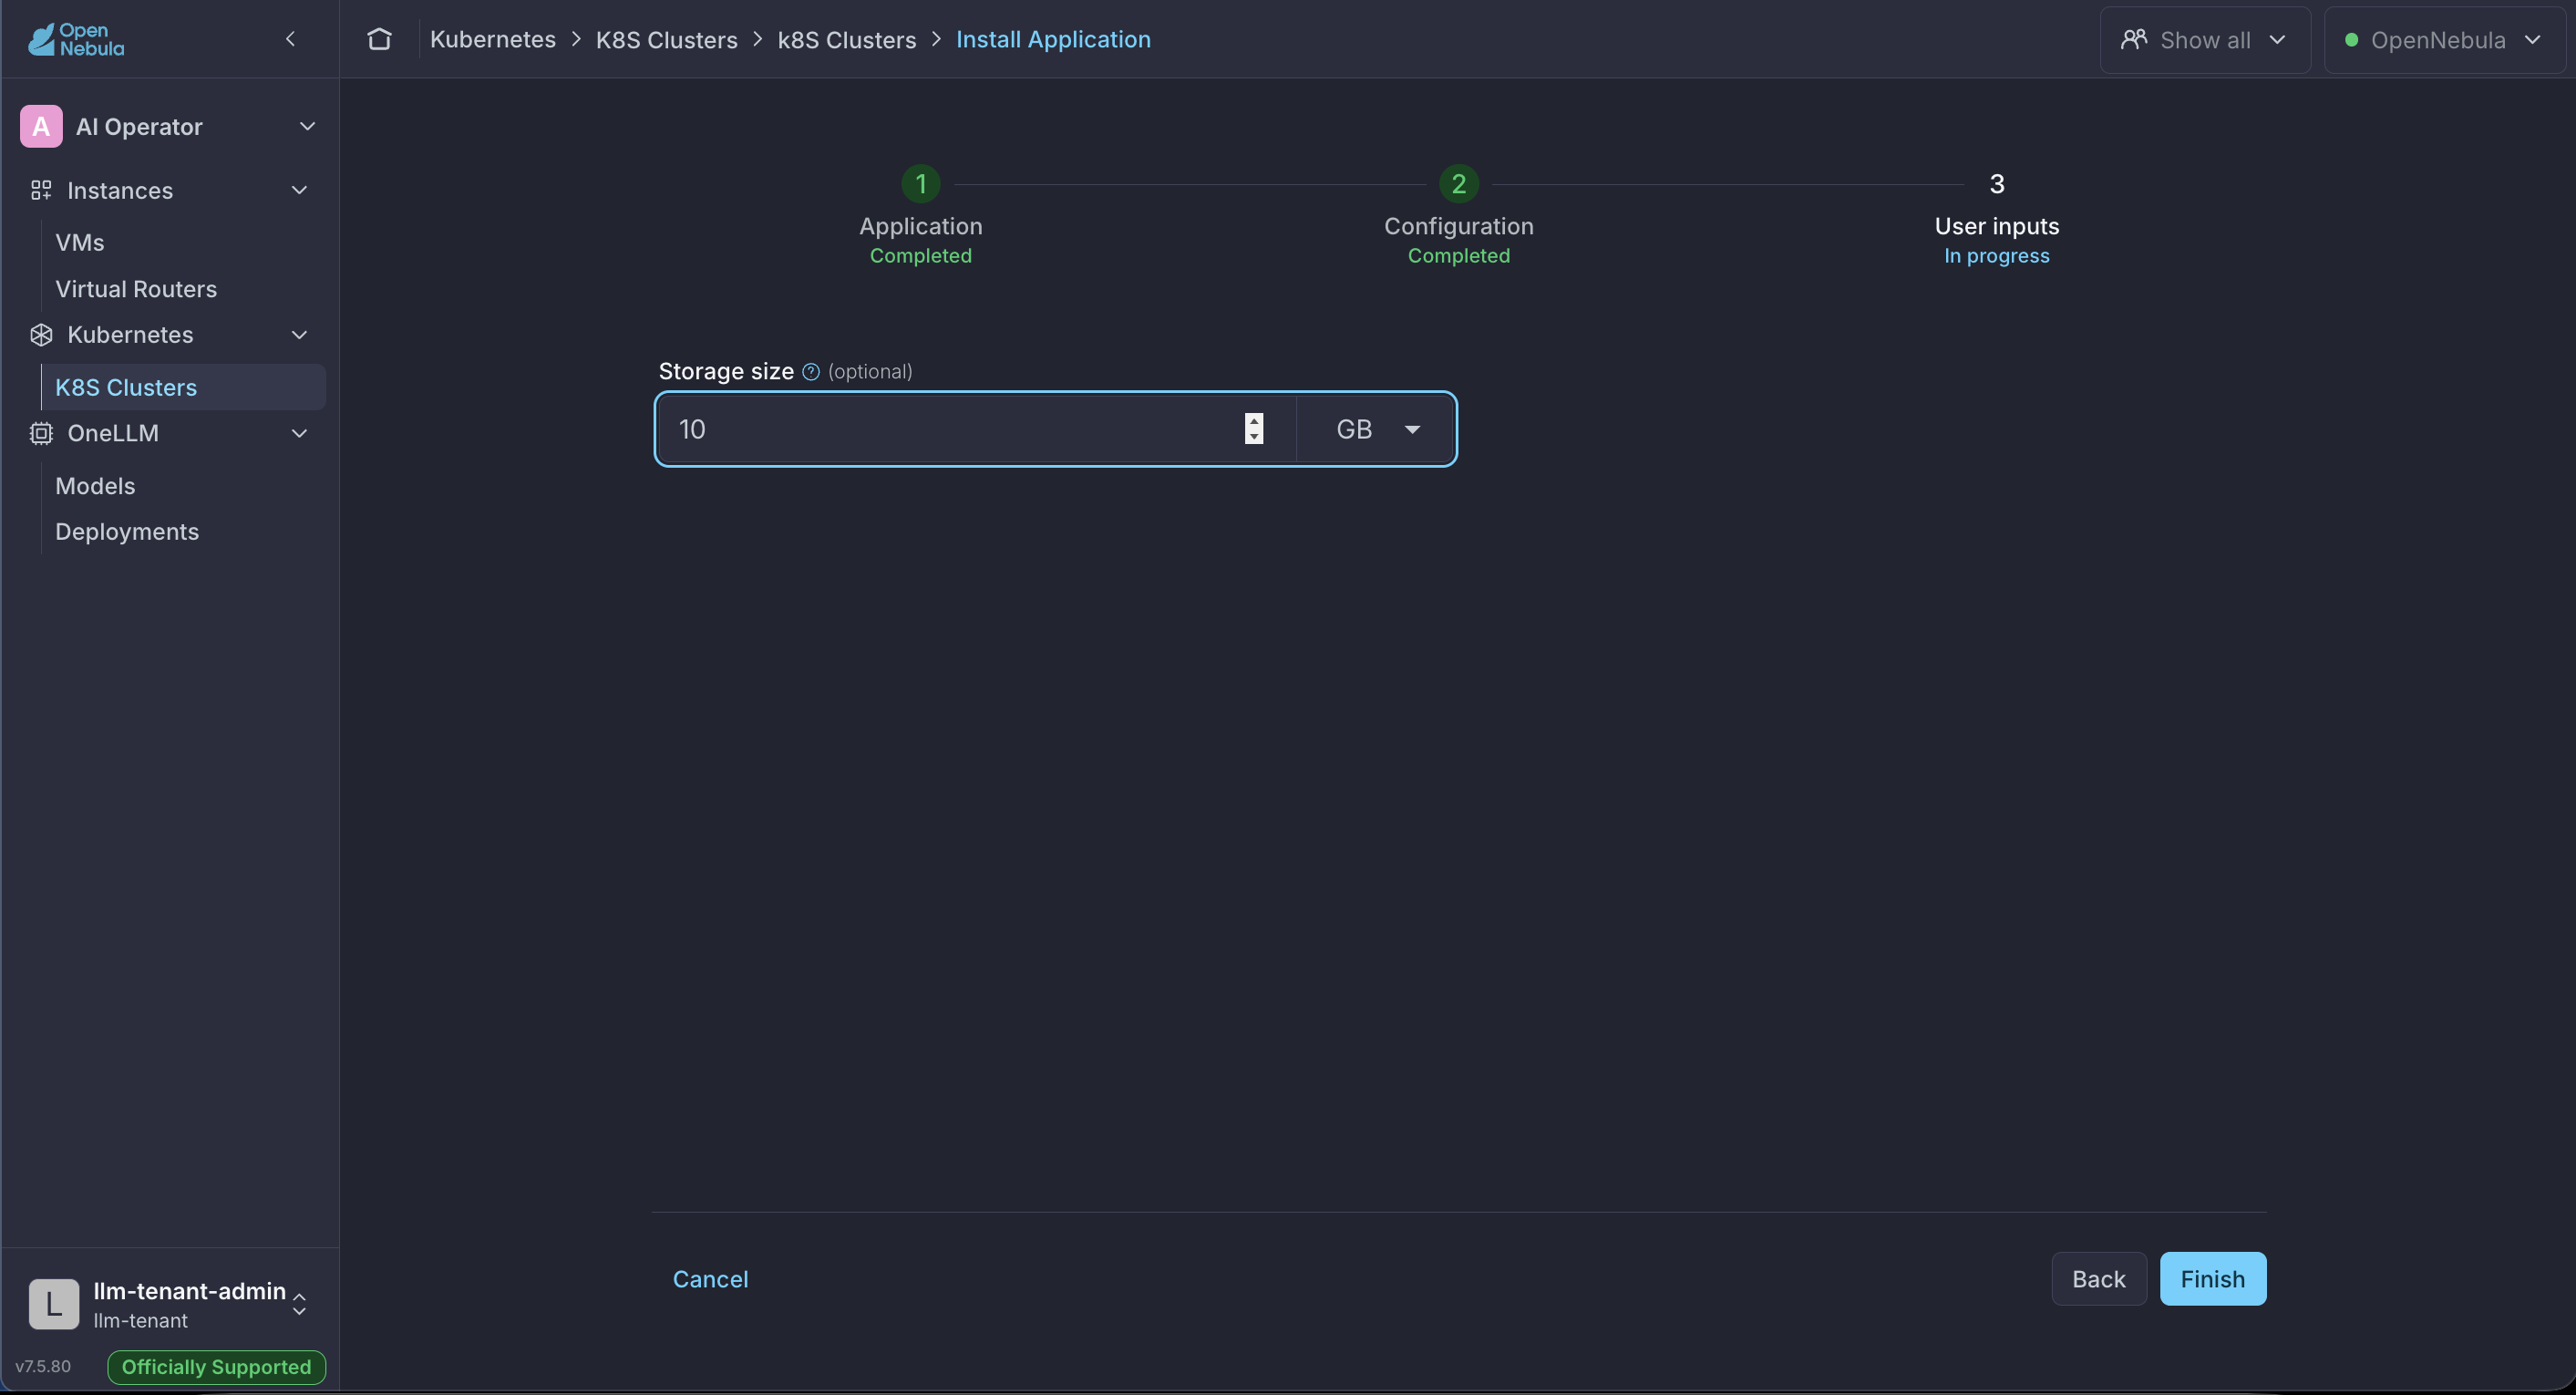 Open
Nebula
Kubernetes
K8S Clusters
k8S Clusters
Install Application
Show all
OpenNebula
A
AI Operator
Instances
VMs
Virtual Routers
Kubernetes
K8S Clusters
OneLLM
Models
Deployments
1
Application
Completed
2
Configuration
Completed
3
User inputs
In progress
Storage size ? (optional)
10
GB
Cancel
Back
Finish
L
llm-tenant-admin
llm-tenant
v7.5.80
Officially Supported